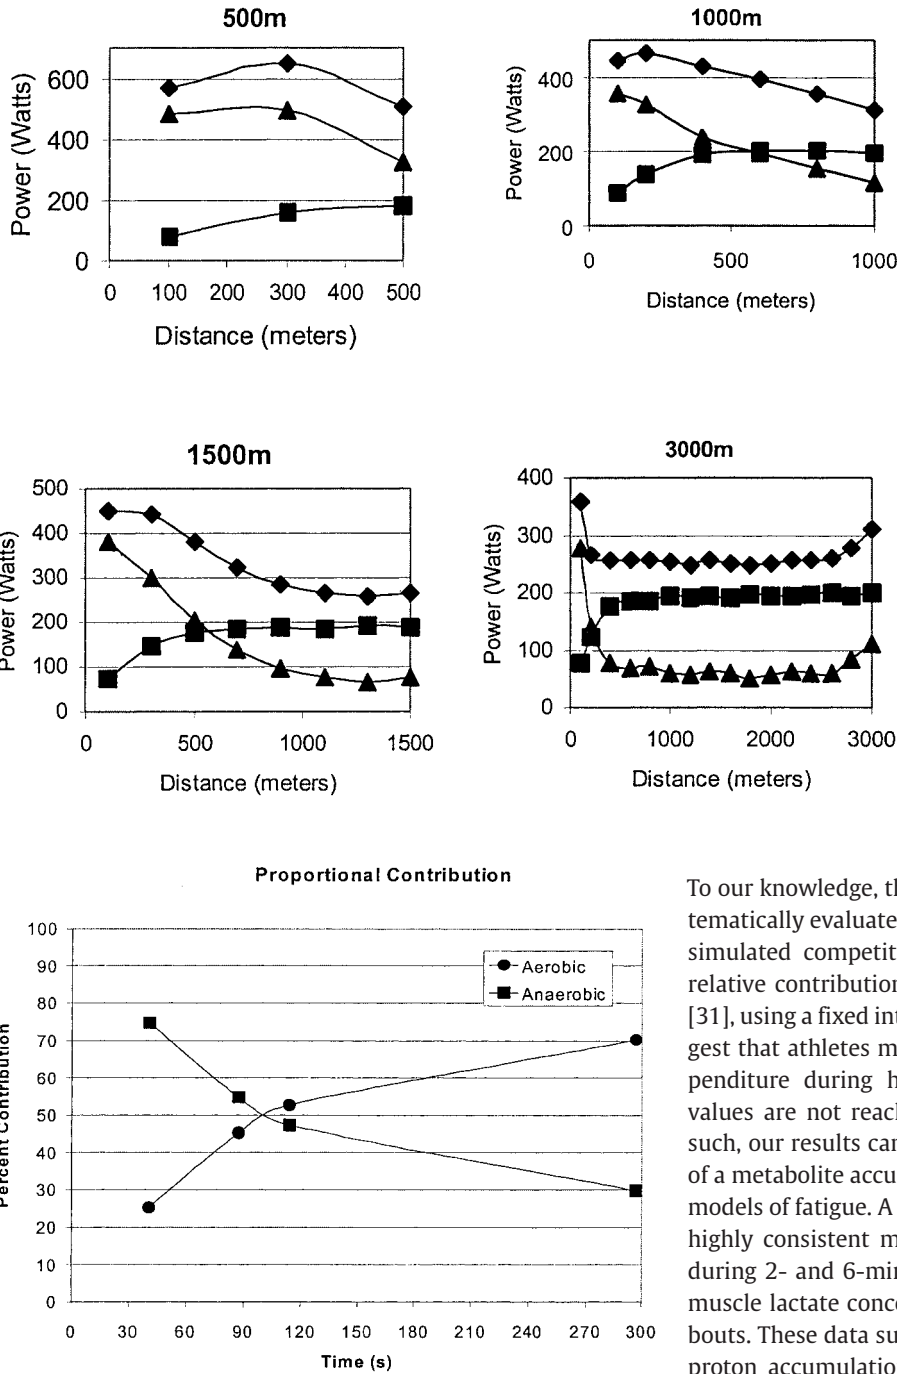 500m
Power (Watts)
600
400
200
0
0 100 200 300 400 500
Distance (meters)
1000m
Power (Watts)
400
200
0
0 500 1000
Distance (meters)
1500m
Power (Watts)
500
400
300
200
100
0
0 500 1000 1500
Distance (meters)
3000m
Power (Watts)
400
300
200
100
0
0 1000 2000 3000
Distance (meters)
Proportional Contribution
Percent Contribution
100
90
80
70
60
50
40
30
20
10
0
Aerobic
Anaerobic
0 30 60 90 120 150 180 210 240 270 300
Time (s)
To our knowledge, th
tematically evaluate
simulated competit
relative contribution
[31], using a fixed int
gest that athletes m
penditure during h
values are not reach
such, our results can
of a metabolite accu
models of fatigue. A
highly consistent m
during 2- and 6-min
muscle lactate conce
bouts. These data su
proton accumulation